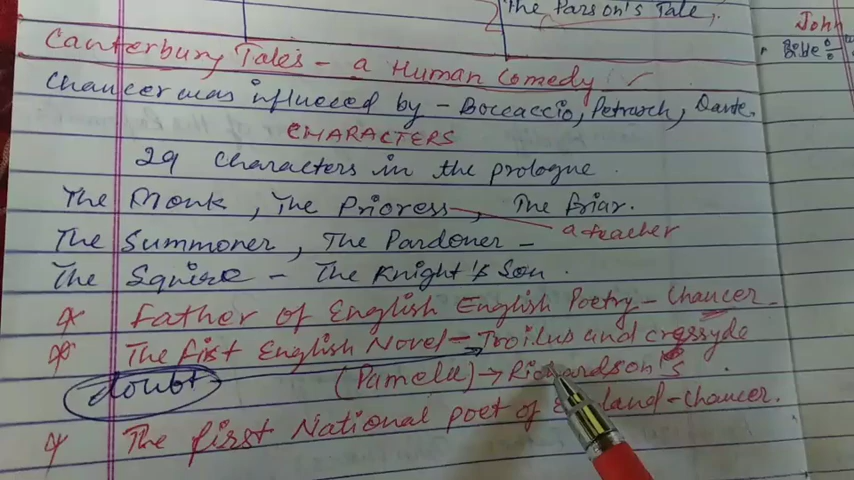 The Parson's Tale,
John
Canterbury Tales - a Human Comedy
Chaucer was influeced by - Boccaccio, Petrarch, Dante.
CHARACTERS
29 characters in the prologue.
The Monk, The Prioress, The Friar.
a teacher
The Summoner, The Pardoner -
The Squire - The Knight's Son.
* Father of English English Poetry - Chaucer
* The fist English Novel - Troilus and cressyde
doubt (Pamela) → Richardson's
* The first National poet of England - Chaucer.